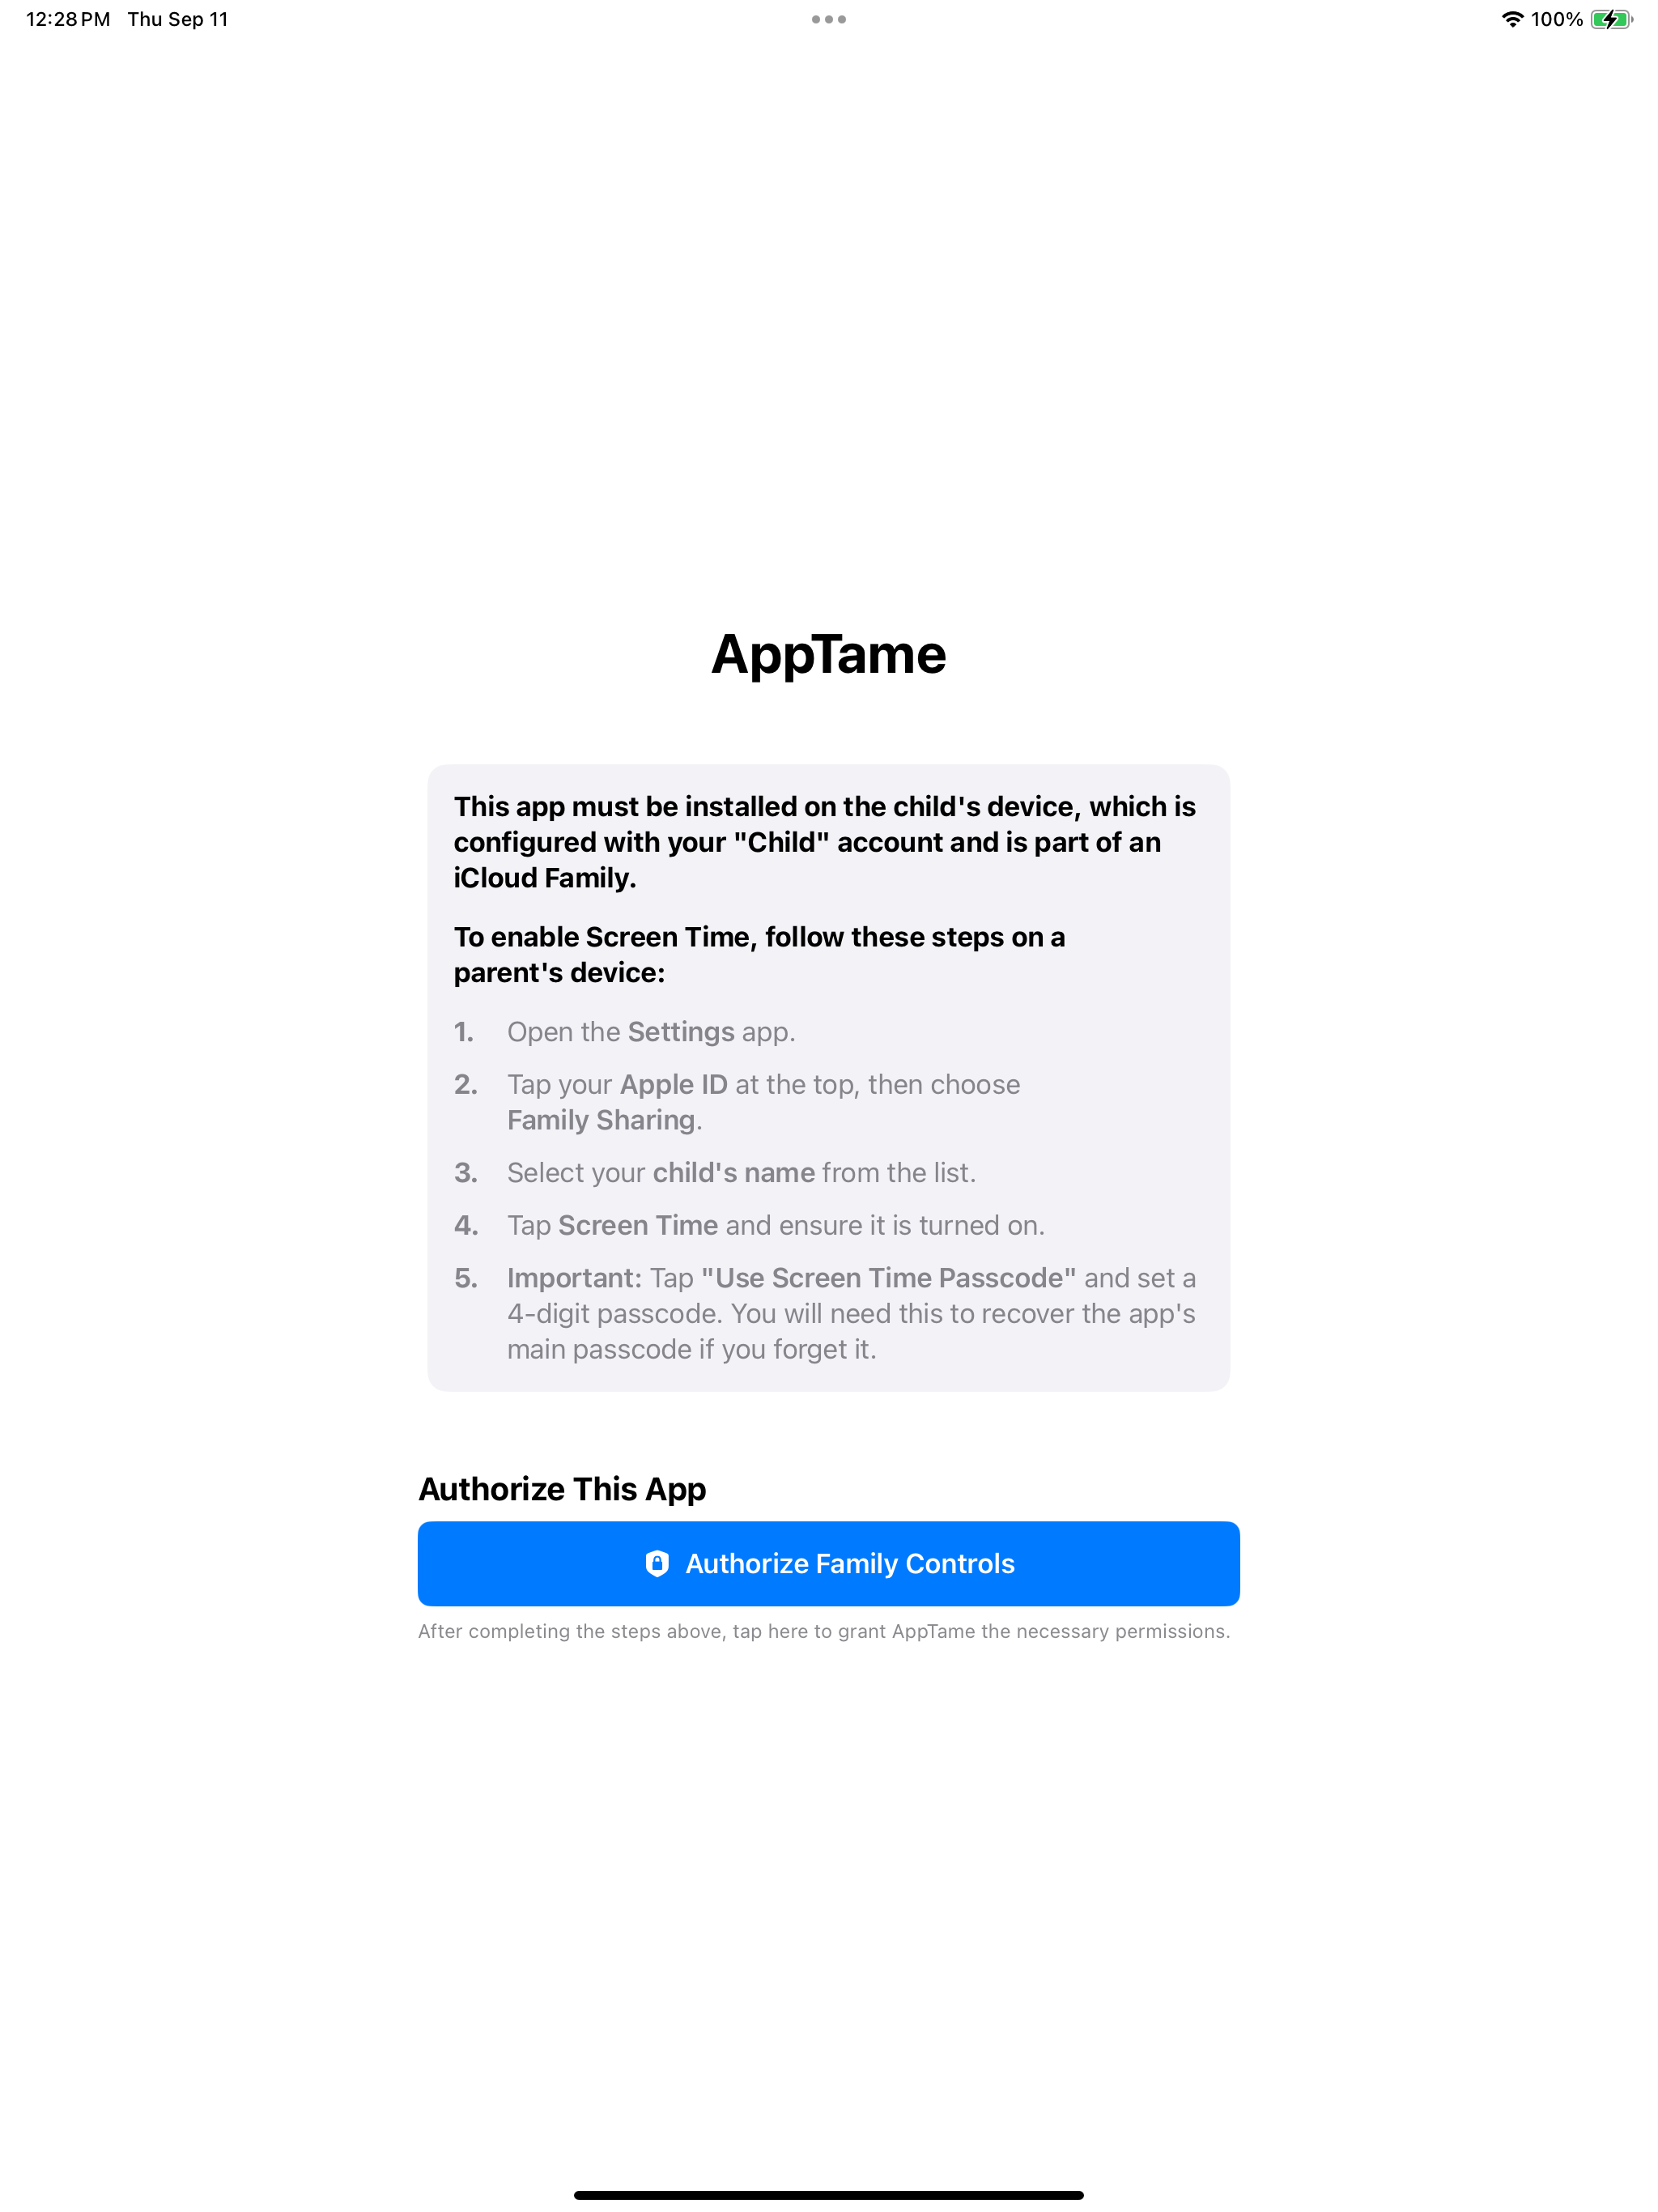 12:28 PM Thu Sep 11
100%
AppTame
This app must be installed on the child's device, which is
configured with your "Child" account and is part of an
iCloud Family.
To enable Screen Time, follow these steps on a
parent's device:
1. Open the Settings app.
2. Tap your Apple ID at the top, then choose
Family Sharing.
3. Select your child's name from the list.
4. Tap Screen Time and ensure it is turned on.
5. Important: Tap "Use Screen Time Passcode" and set a
4-digit passcode. You will need this to recover the app's
main passcode if you forget it.
Authorize This App
Authorize Family Controls
After completing the steps above, tap here to grant AppTame the necessary permissions.